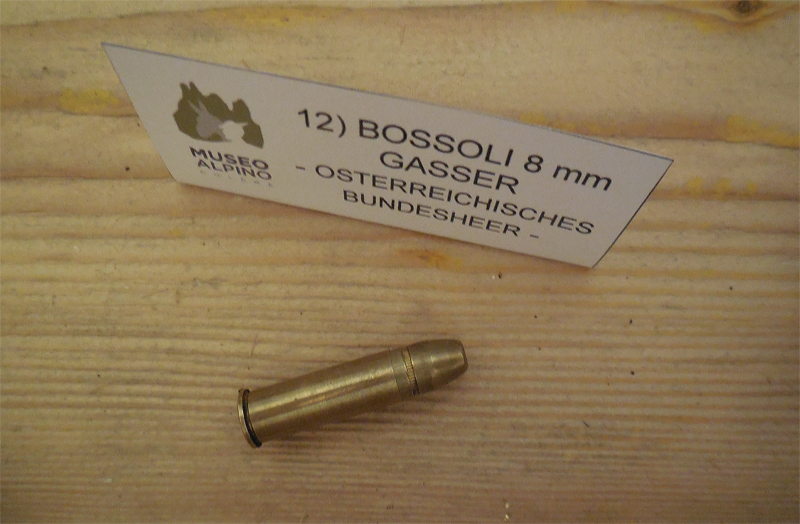 MUSEO
ALPINO
12) BOSSOLI 8 mm
GASSER
- OSTERREICHISCHES
BUNDESHEER -